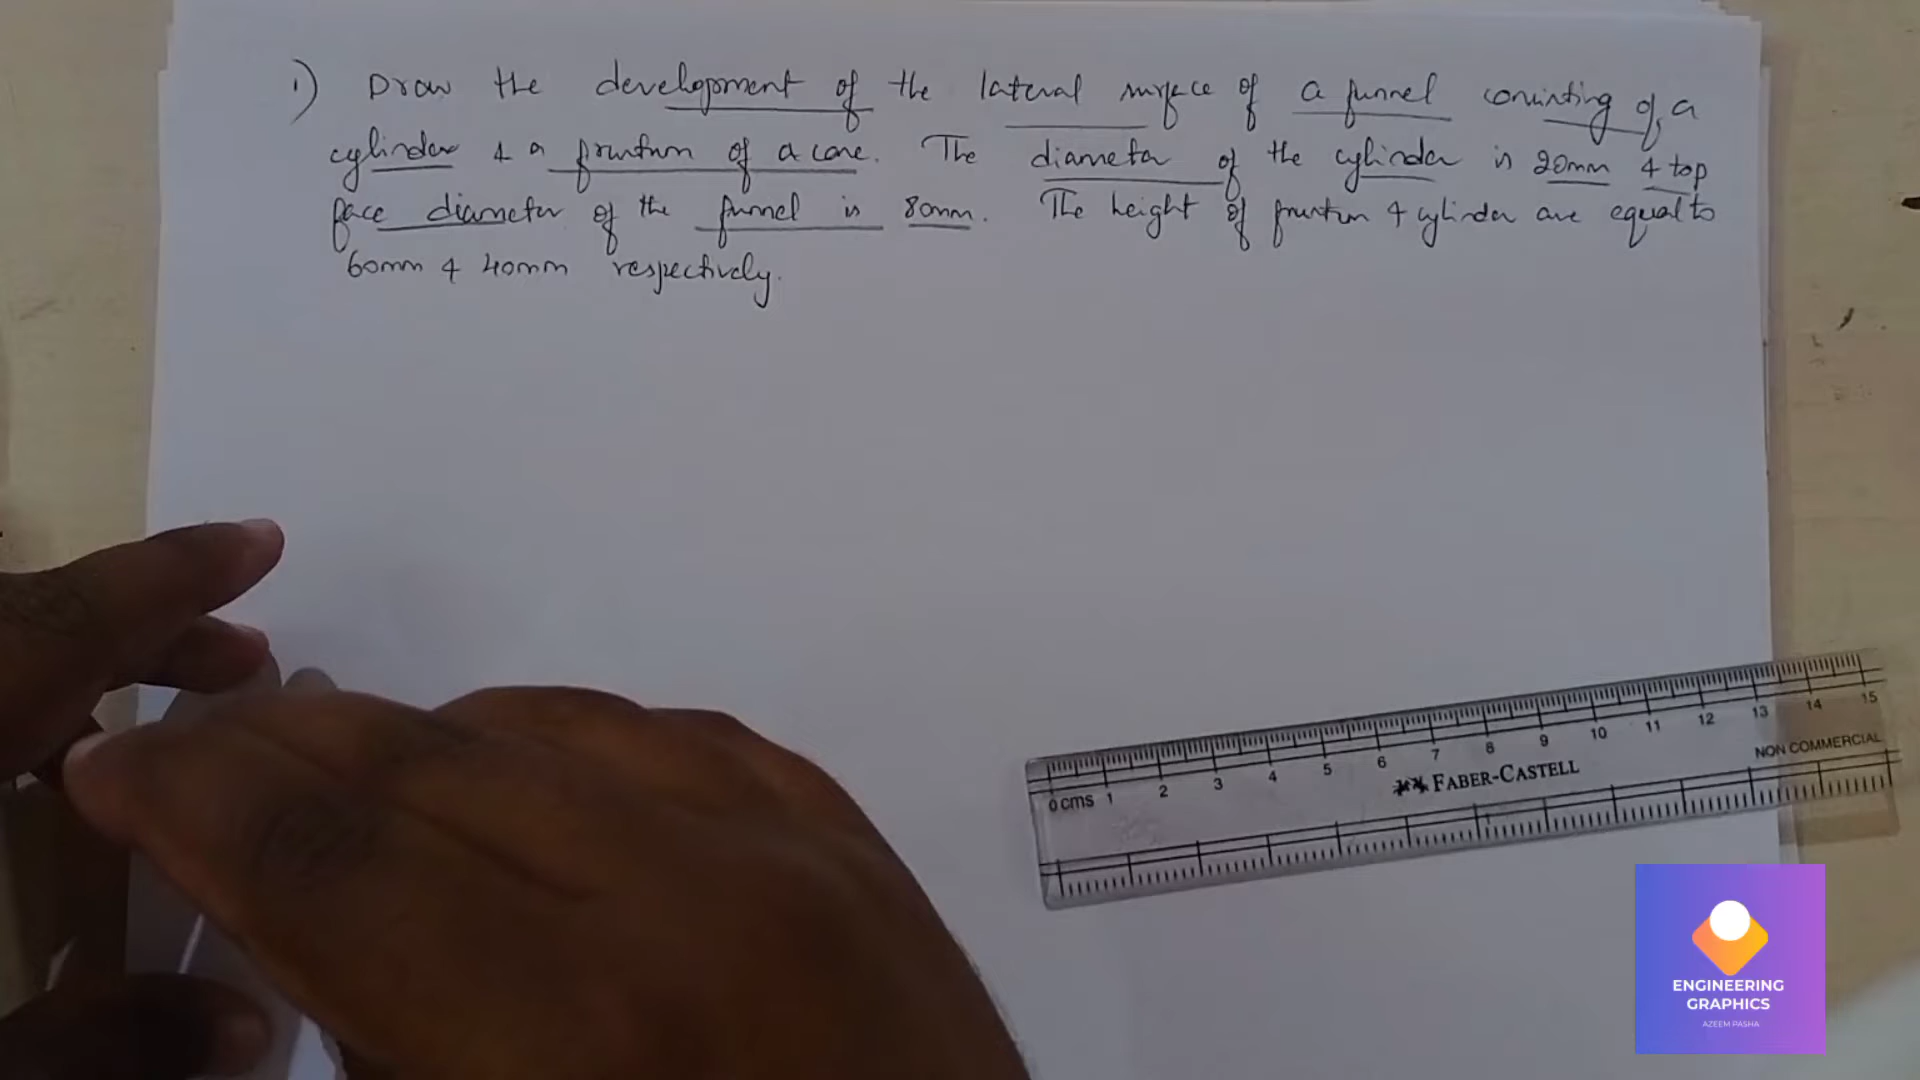 1) Draw the development of the lateral surface of a funnel consisting of a
cylinder & a frustum of a cone. The diameter of the cylinder is 20mm & top
face diameter of the funnel is 80mm. The height of frustum & cylinder are equal to
60mm & 40mm respectively.
0 cms 1 2 3 4 5 6 7 8 9 10 11 12 13 14 15
FABER-CASTELL
NON COMMERCIAL
ENGINEERING
GRAPHICS
AZEEM PASHA